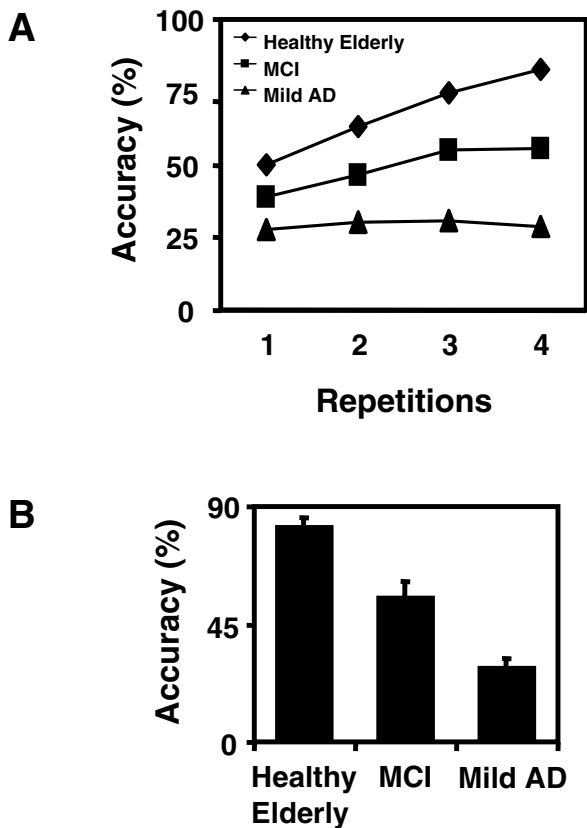 A
Accuracy (%)
100
75
50
25
0
Healthy Elderly
MCI
Mild AD
1 2 3 4
Repetitions
B
Accuracy (%)
90
45
0
Healthy MCI Mild AD
Elderly